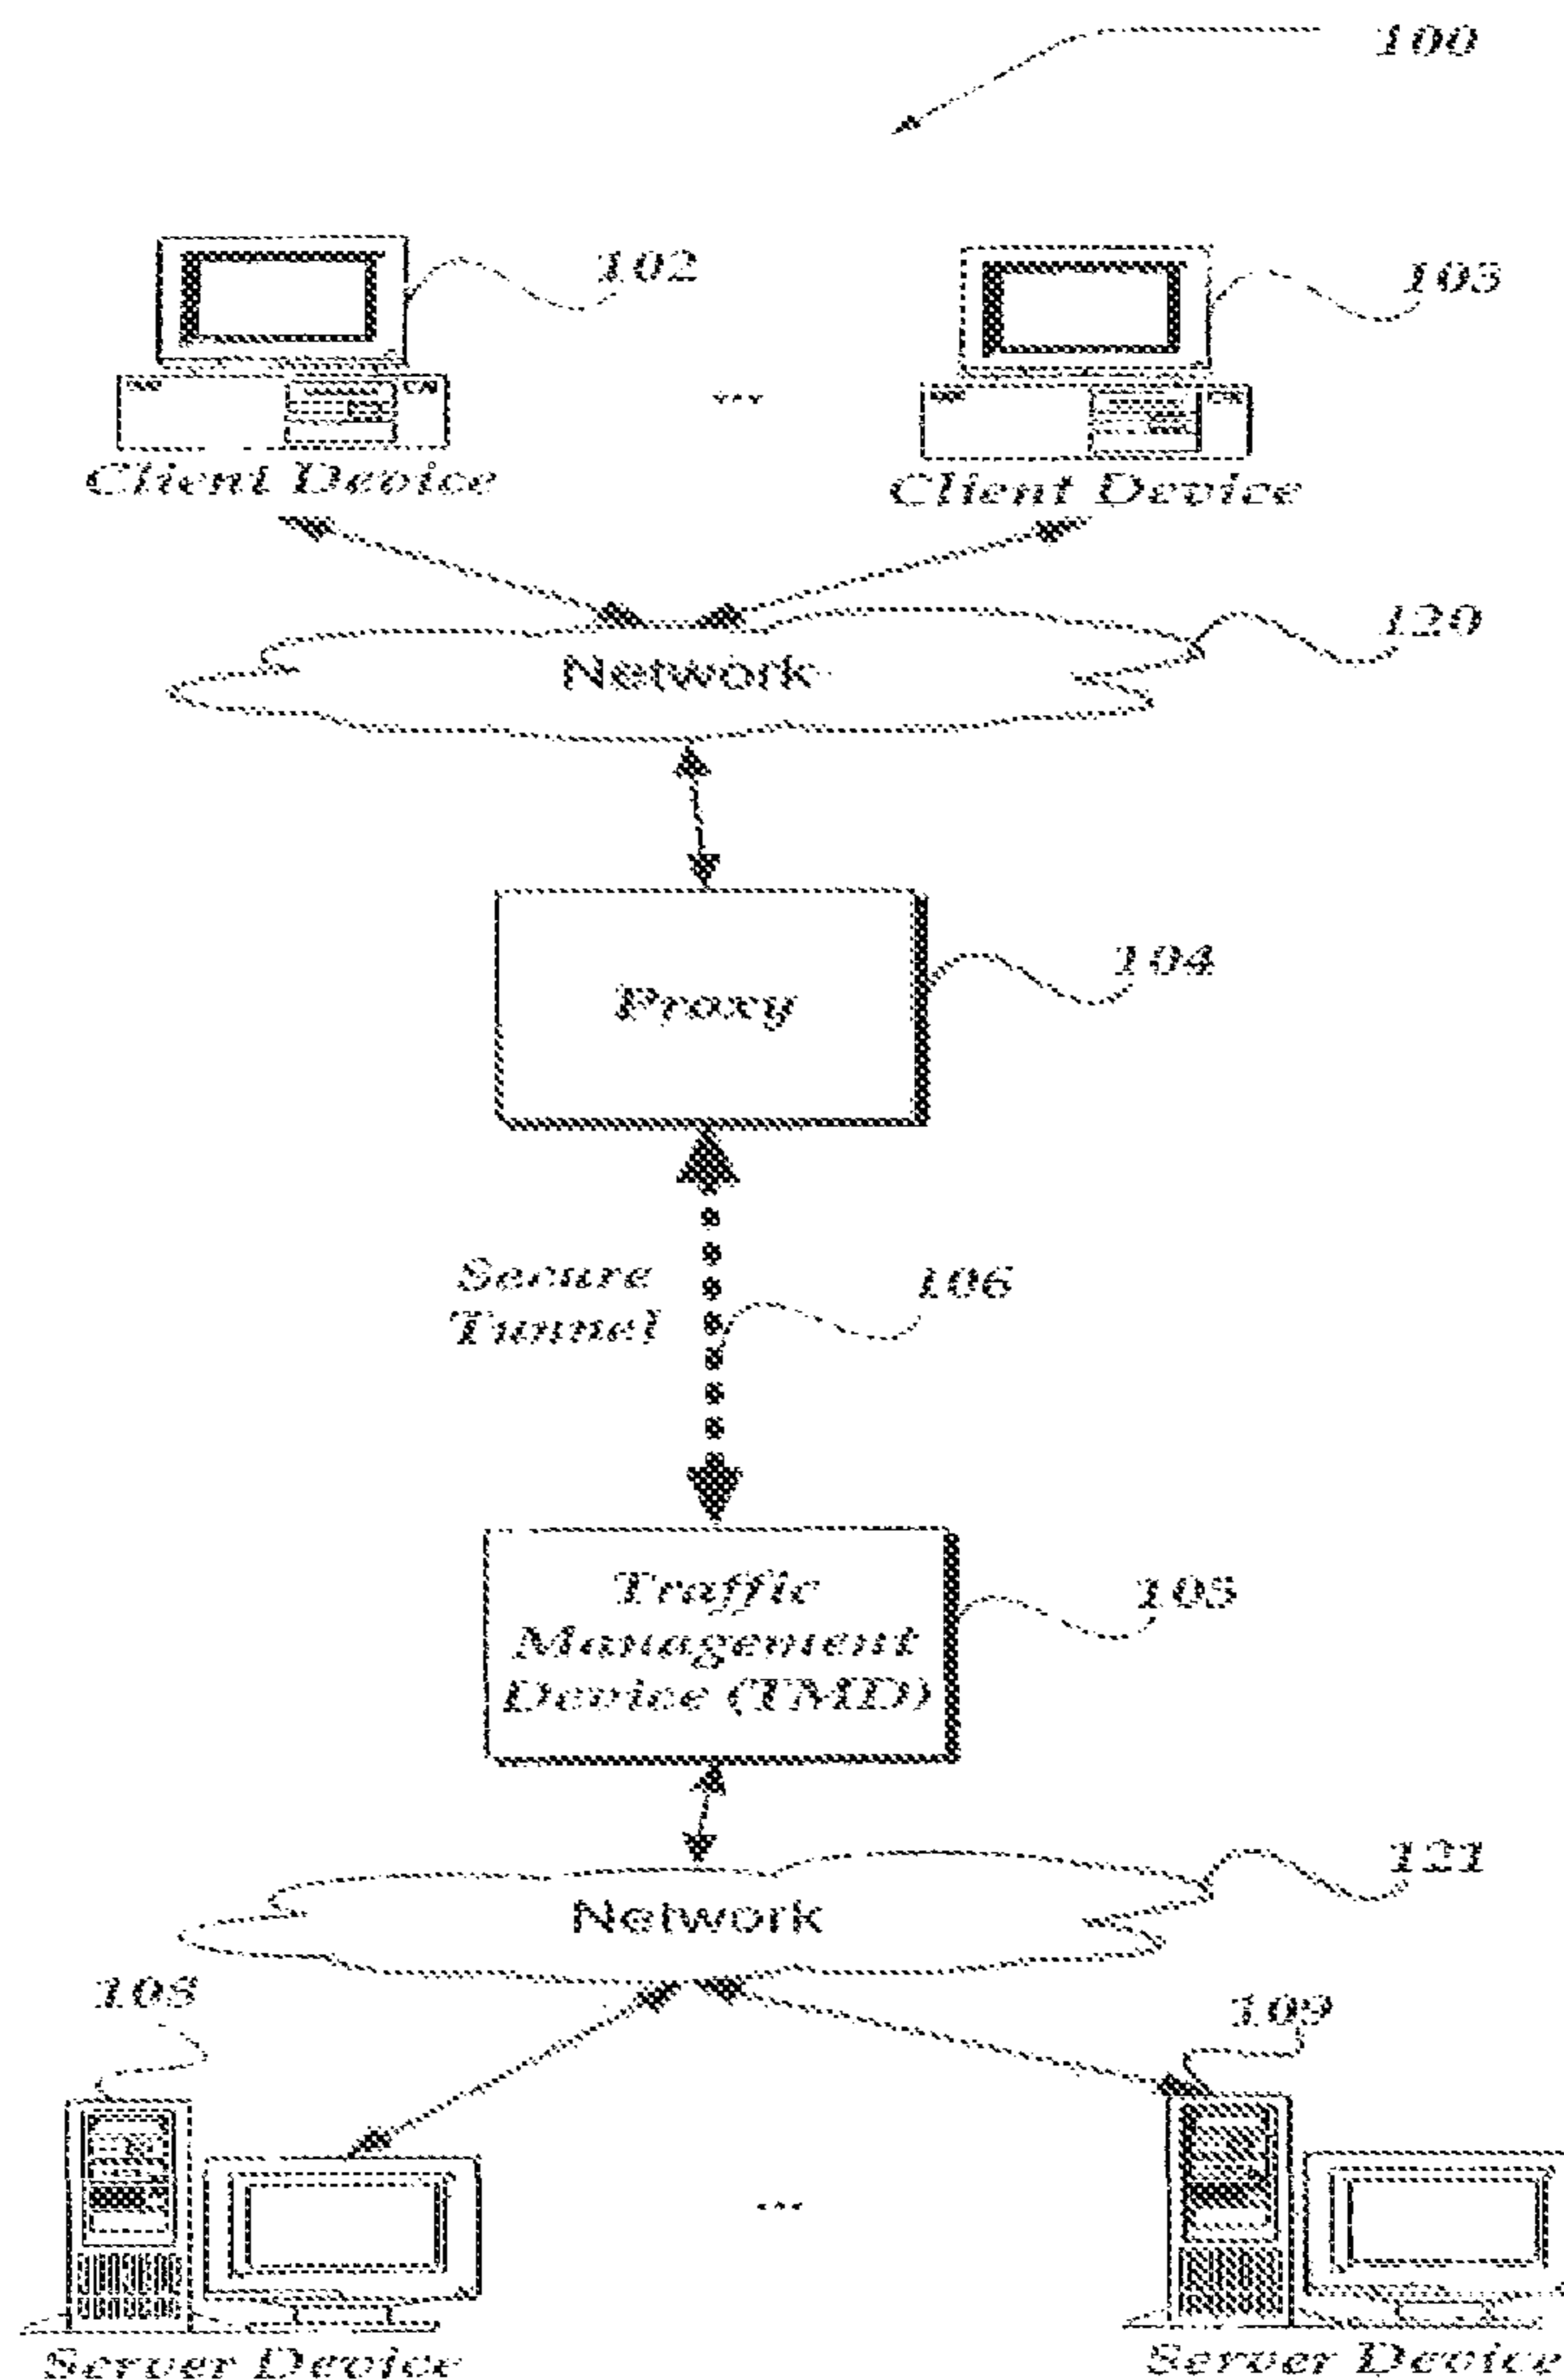 100
102
103
...
Client Device
Client Device
120
Network
104
Proxy
Secure
Tunnel
106
Traffic
Management
Device (TMD)
105
121
Network
108
109
...
Server Device
Server Device